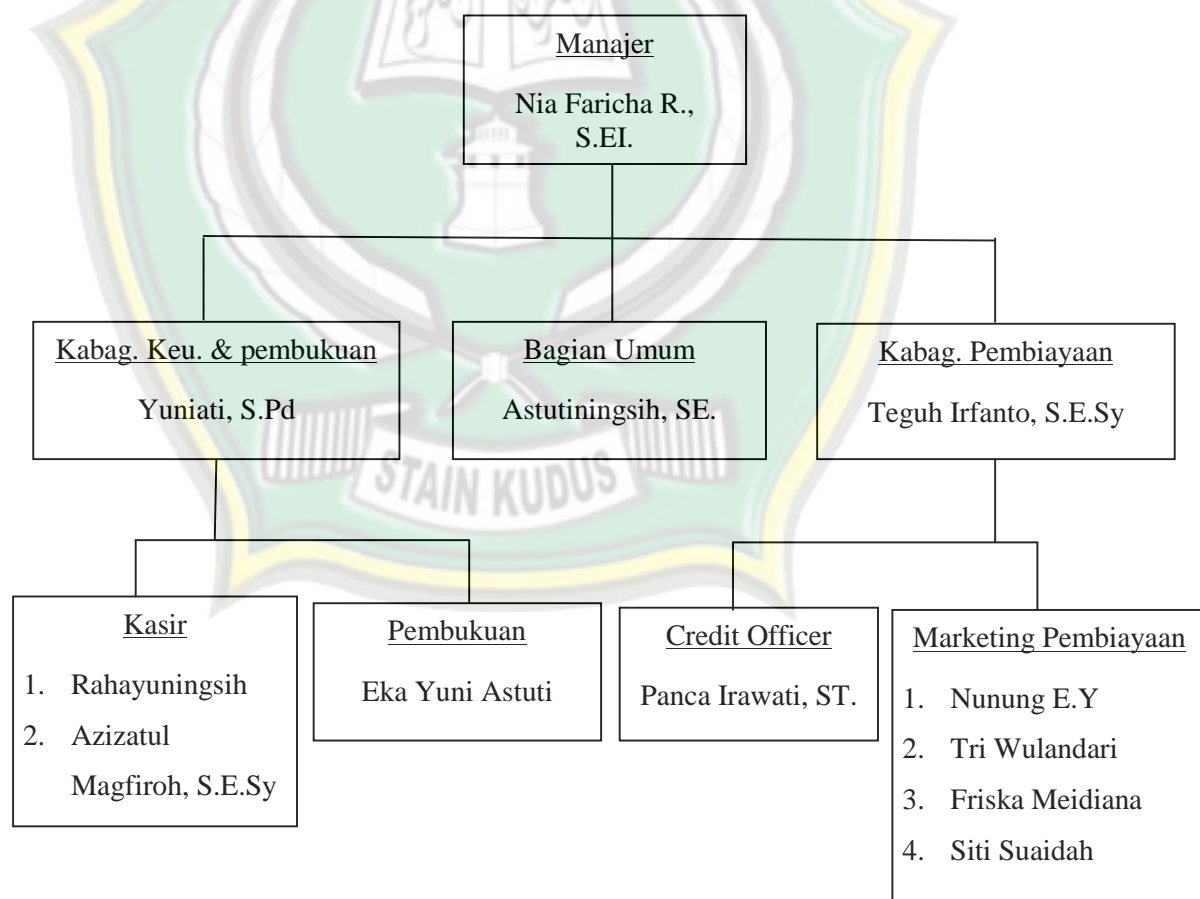 Manajer
Nia Faricha R.,
S.EI.
Kabag. Keu. & pembukuan
Yuniati, S.Pd
Bagian Umum
Astutiningsih, SE.
Kabag. Pembiayaan
Teguh Irfanto, S.E.Sy
STAIN KUDUS
Kasir
1. Rahayuningsih
2. Azizatul
Magfiroh, S.E.Sy
Pembukuan
Eka Yuni Astuti
Credit Officer
Panca Irawati, ST.
Marketing Pembiayaan
1. Nunung E.Y
2. Tri Wulandari
3. Friska Meidiana
4. Siti Suaidah